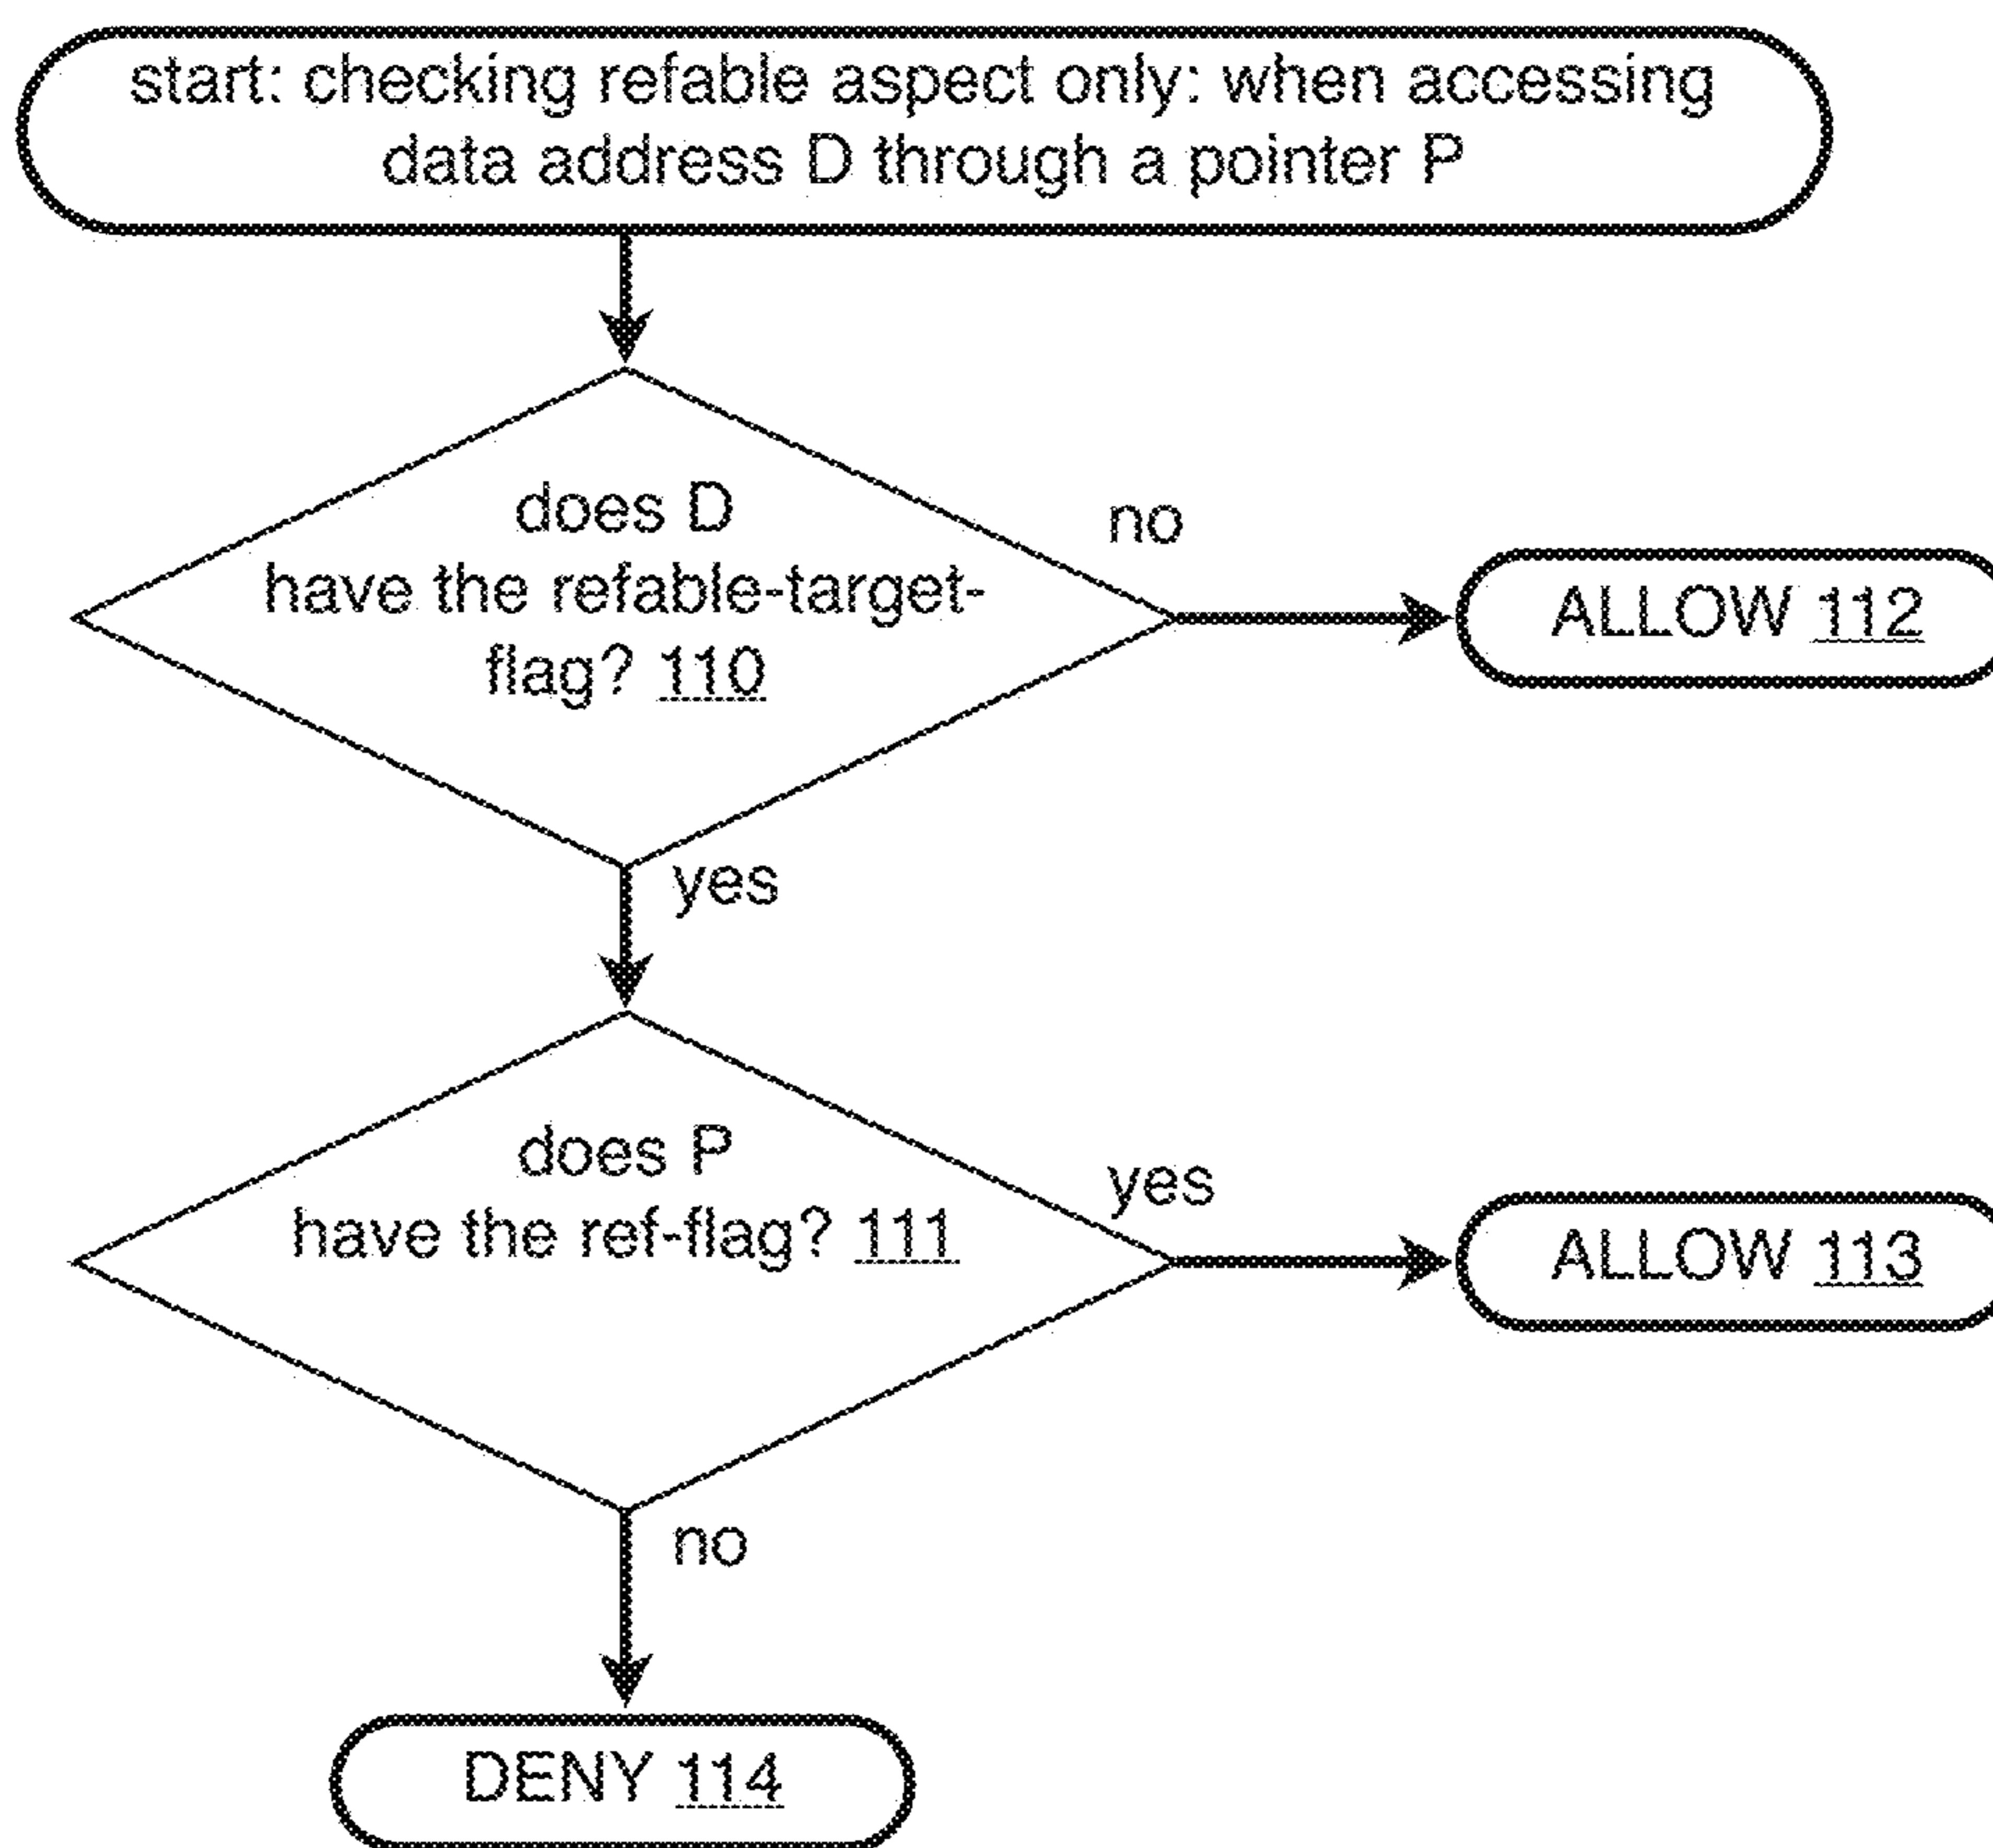 start: checking refable aspect only: when accessing
data address D through a pointer P
does D
have the refable-target-
flag? 110
no
ALLOW 112
yes
does P
have the ref-flag? 111
yes
ALLOW 113
no
DENY 114